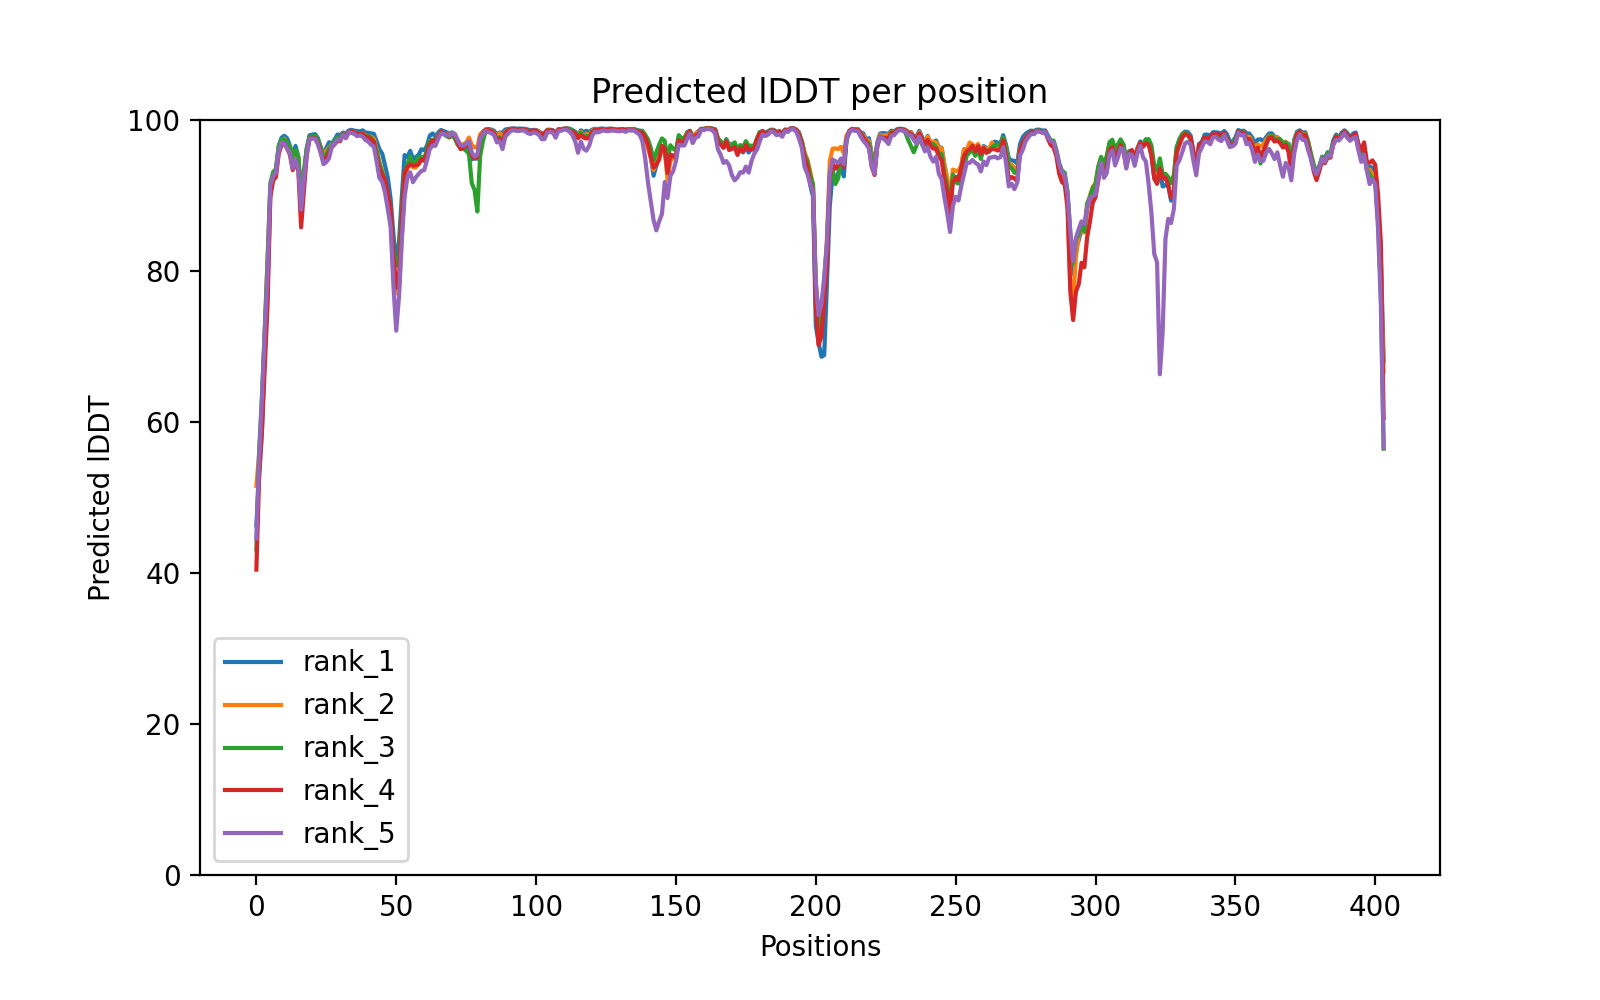 Predicted lDDT per position
100
80
60
40
20
0
Predicted lDDT
rank_1
rank_2
rank_3
rank_4
rank_5
0 50 100 150 200 250 300 350 400
Positions